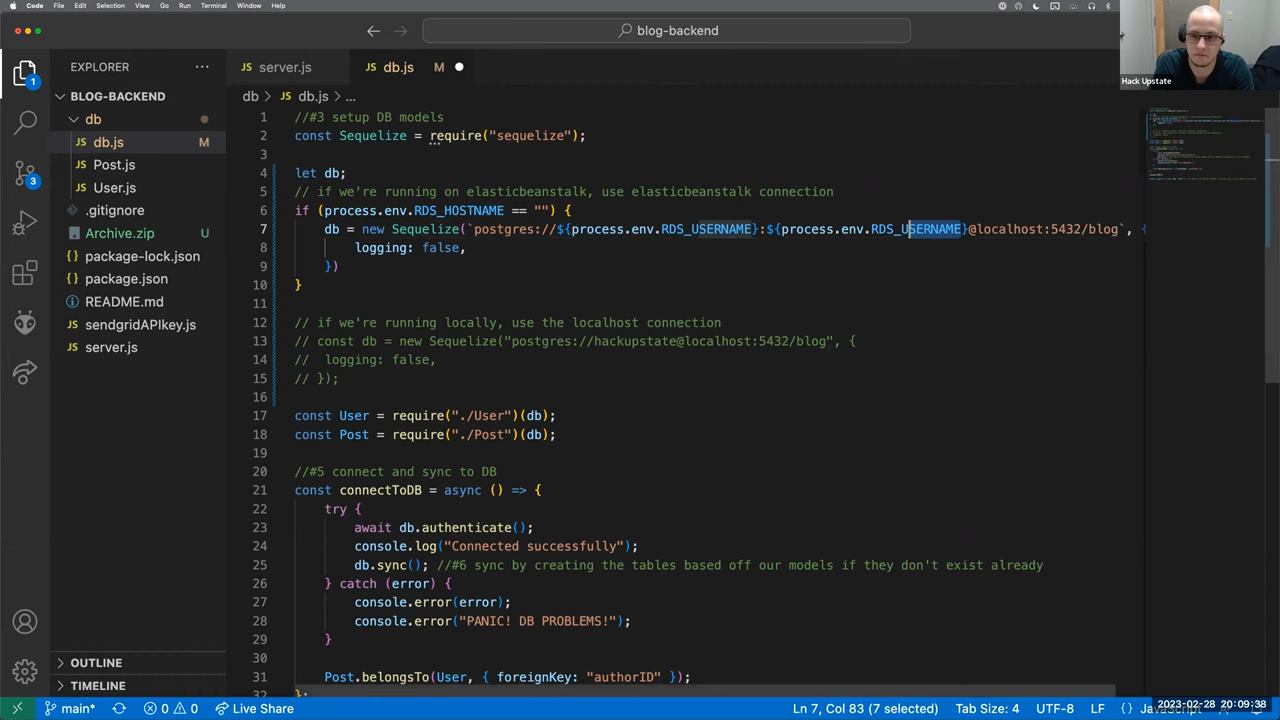 Code File Edit Selection View Go Run Terminal Window Help
blog-backend
EXPLORER
server.js
db.js M
Hack Upstate
BLOG-BACKEND
db > db.js > ...
db
db.js M
Post.js
User.js
.gitignore
Archive.zip U
package-lock.json
package.json
README.md
sendgridAPIkey.js
server.js
1 //#3 setup DB models
2 const Sequelize = require("sequelize");
3
4 let db;
5 // if we're running on elasticbeanstalk, use elasticbeanstalk connection
6 if (process.env.RDS_HOSTNAME == "") {
7 db = new Sequelize(`postgres://${process.env.RDS_USERNAME}:${process.env.RDS_USERNAME}@localhost:5432/blog`, {
8 logging: false,
9 })
10 }
11
12 // if we're running locally, use the localhost connection
13 // const db = new Sequelize("postgres://hackupstate@localhost:5432/blog", {
14 //  logging: false,
15 // });
16
17 const User = require("./User")(db);
18 const Post = require("./Post")(db);
19
20 //#5 connect and sync to DB
21 const connectToDB = async () => {
22 try {
23 await db.authenticate();
24 console.log("Connected successfully");
25 db.sync(); //#6 sync by creating the tables based off our models if they don't exist already
26 } catch (error) {
27 console.error(error);
28 console.error("PANIC! DB PROBLEMS!");
29 }
30
31 Post.belongsTo(User, { foreignKey: "authorID" });
32 };
OUTLINE
TIMELINE
1
3
main* 0 0 Live Share
Ln 7, Col 83 (7 selected) Tab Size: 4 UTF-8 LF {} JavaScript
2023-02-28 20:09:38